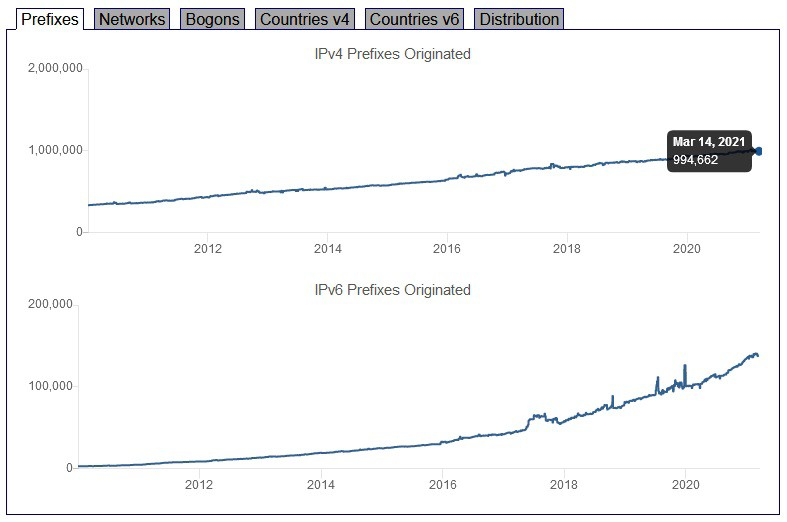 Prefixes Networks Bogons Countries v4 Countries v6 Distribution
IPv4 Prefixes Originated
2,000,000
1,000,000
0
Mar 14, 2021
994,662
2012 2014 2016 2018 2020
IPv6 Prefixes Originated
200,000
100,000
0
2012 2014 2016 2018 2020